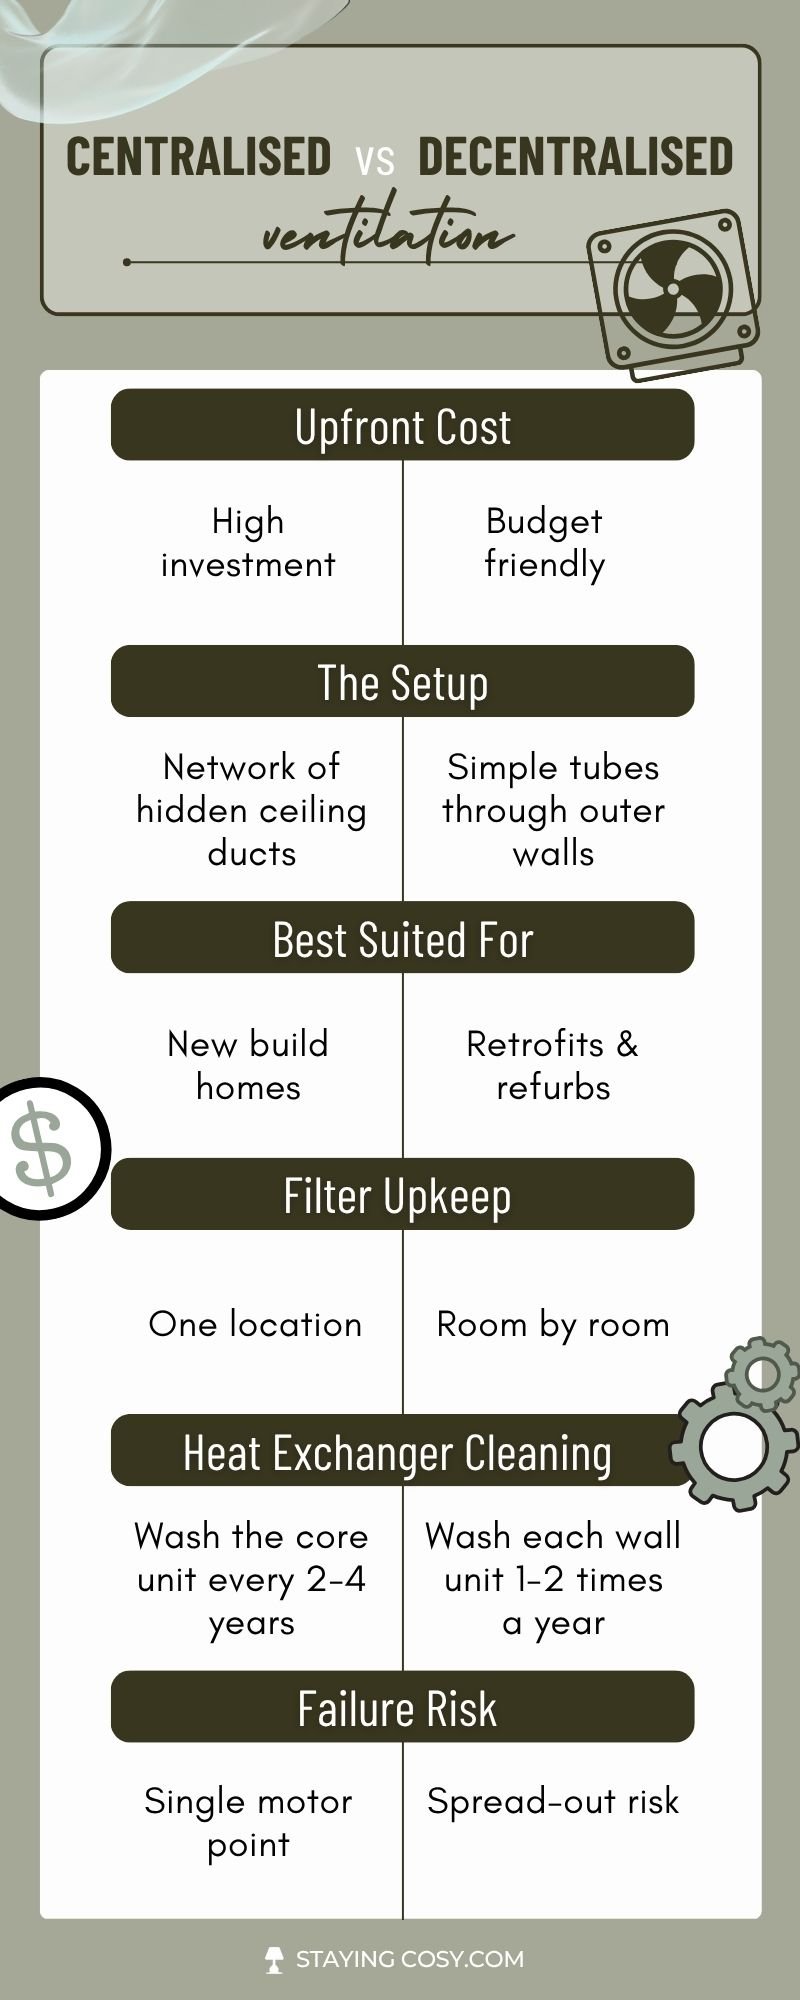 CENTRALISED vs DECENTRALISED
ventilation
Upfront Cost
High
investment
Budget
friendly
The Setup
Network of
hidden ceiling
ducts
Simple tubes
through outer
walls
Best Suited For
New build
homes
Retrofits &
refurbs
$
Filter Upkeep
One location
Room by room
Heat Exchanger Cleaning
Wash the core
unit every 2-4
years
Wash each wall
unit 1-2 times
a year
Failure Risk
Single motor
point
Spread-out risk
STAYING COSY.COM